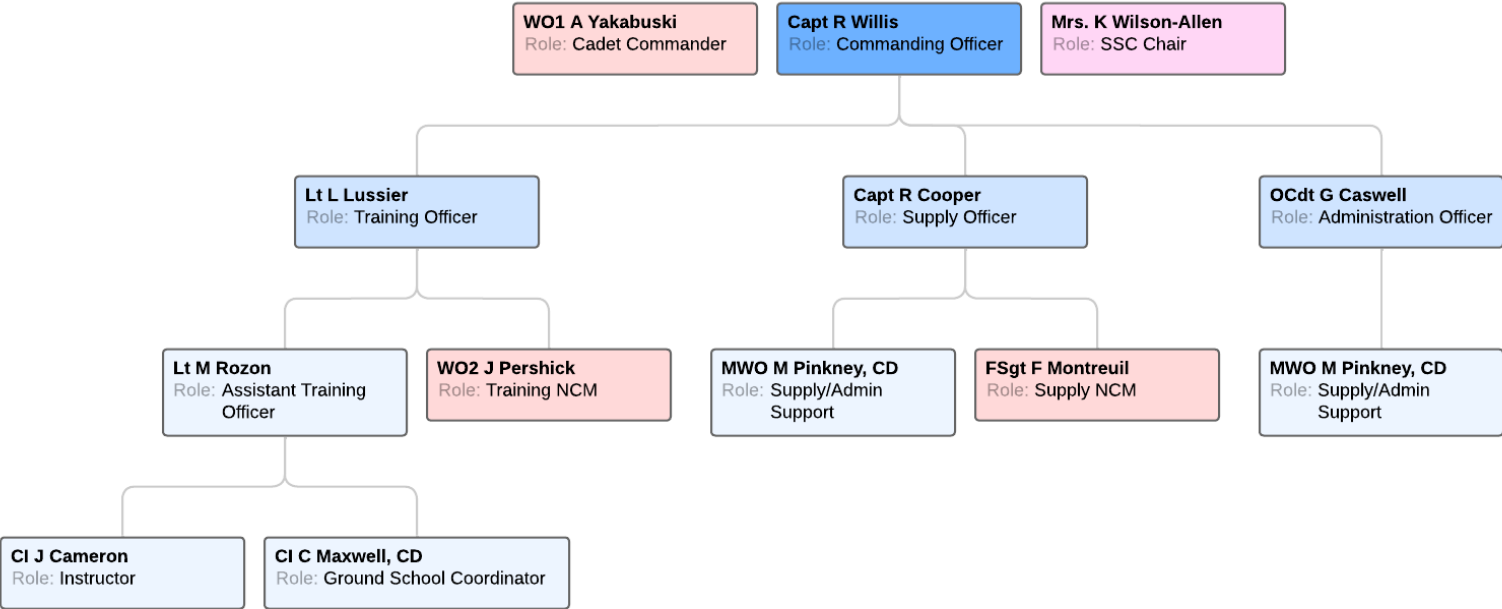 WO1 A Yakabuski
Role: Cadet Commander
Capt R Willis
Role: Commanding Officer
Mrs. K Wilson-Allen
Role: SSC Chair
Lt L Lussier
Role: Training Officer
Capt R Cooper
Role: Supply Officer
OCdt G Caswell
Role: Administration Officer
Lt M Rozon
Role: Assistant Training
Officer
WO2 J Pershick
Role: Training NCM
MWO M Pinkney, CD
Role: Supply/Admin
Support
FSgt F Montreuil
Role: Supply NCM
MWO M Pinkney, CD
Role: Supply/Admin
Support
CI J Cameron
Role: Instructor
CI C Maxwell, CD
Role: Ground School Coordinator